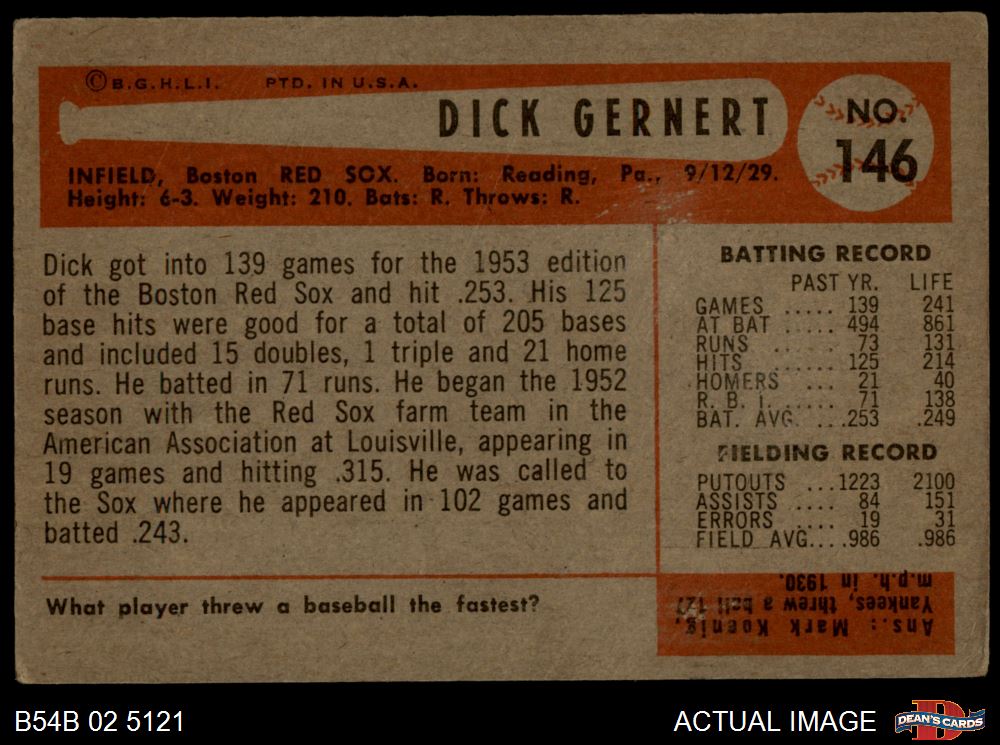 ©B.G.H.L.I. PTD. IN U.S.A.
DICK GERNERT
NO.
146
INFIELD, Boston RED SOX. Born: Reading, Pa., 9/12/29.
Height: 6-3. Weight: 210. Bats: R. Throws: R.
Dick got into 139 games for the 1953 edition
of the Boston Red Sox and hit .253. His 125
base hits were good for a total of 205 bases
and included 15 doubles, 1 triple and 21 home
runs. He batted in 71 runs. He began the 1952
season with the Red Sox farm team in the
American Association at Louisville, appearing in
19 games and hitting .315. He was called to
the Sox where he appeared in 102 games and
batted .243.
BATTING RECORD
PAST YR. LIFE
GAMES ..... 139 241
AT BAT ..... 494 861
RUNS ...... 73 131
HITS ...... 125 214
HOMERS ... 21 40
R. B. I. ..... 71 138
BAT. AVG. ... .253 .249
FIELDING RECORD
PUTOUTS ...1223 2100
ASSISTS .... 84 151
ERRORS .... 19 31
FIELD AVG.... .986 .986
What player threw a baseball the fastest?
Ans.: Mark Koenig,
Yankees, threw a ball 127
m.p.h. in 1930.
B54B 02 5121
ACTUAL IMAGE
DEAN'S CARDS